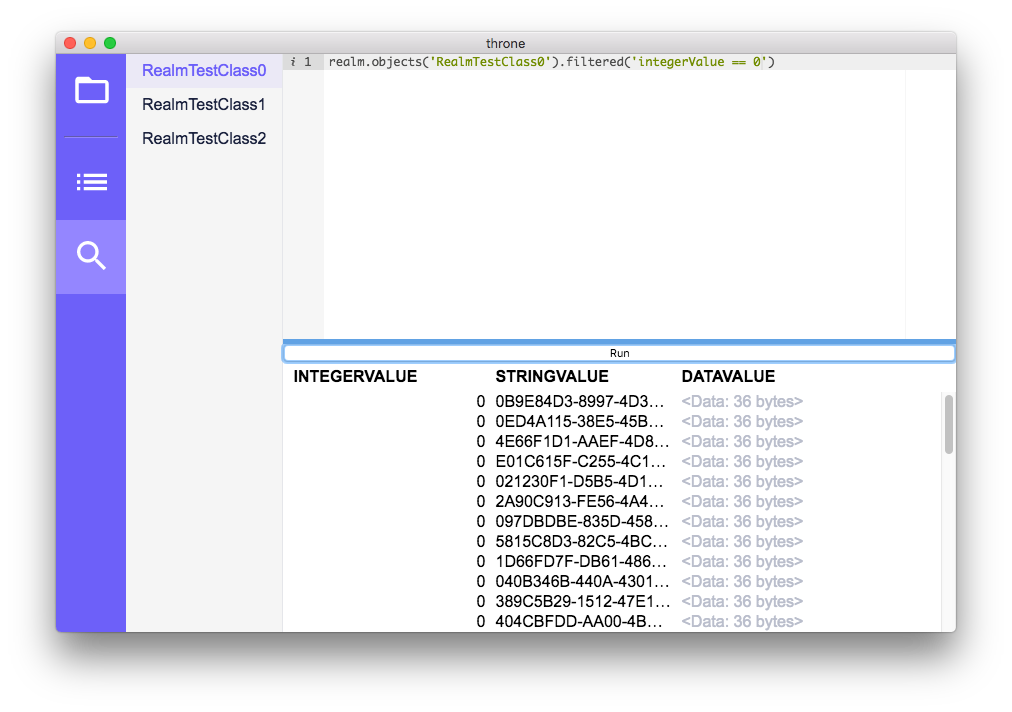 throne
RealmTestClass0
RealmTestClass1
RealmTestClass2
i 1 realm.objects('RealmTestClass0').filtered('integerValue == 0')
Run
INTEGERVALUE STRINGVALUE DATAVALUE
0 0B9E84D3-8997-4D3... <Data: 36 bytes>
0 0ED4A115-38E5-45B... <Data: 36 bytes>
0 4E66F1D1-AAEF-4D8... <Data: 36 bytes>
0 E01C615F-C255-4C1... <Data: 36 bytes>
0 021230F1-D5B5-4D1... <Data: 36 bytes>
0 2A90C913-FE56-4A4... <Data: 36 bytes>
0 097DBDBE-835D-458... <Data: 36 bytes>
0 5815C8D3-82C5-4BC... <Data: 36 bytes>
0 1D66FD7F-DB61-486... <Data: 36 bytes>
0 040B346B-440A-4301... <Data: 36 bytes>
0 389C5B29-1512-47E1... <Data: 36 bytes>
0 404CBFDD-AA00-4B... <Data: 36 bytes>